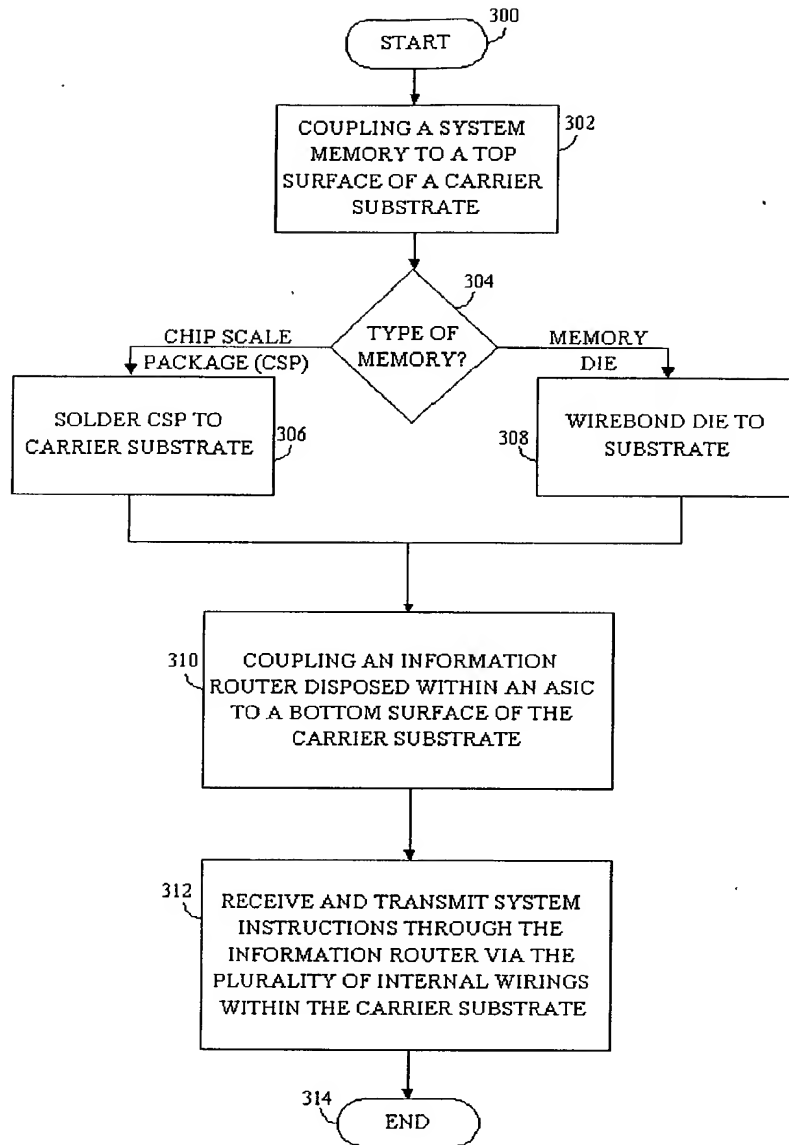 300
START
302
COUPLING A SYSTEM
MEMORY TO A TOP
SURFACE OF A CARRIER
SUBSTRATE
304
TYPE OF
MEMORY?
CHIP SCALE
PACKAGE (CSP)
MEMORY
DIE
SOLDER CSP TO
CARRIER SUBSTRATE
306
WIREBOND DIE TO
SUBSTRATE
308
310
COUPLING AN INFORMATION
ROUTER DISPOSED WITHIN AN ASIC
TO A BOTTOM SURFACE OF THE
CARRIER SUBSTRATE
312
RECEIVE AND TRANSMIT SYSTEM
INSTRUCTIONS THROUGH THE
INFORMATION ROUTER VIA THE
PLURALITY OF INTERNAL WIRINGS
WITHIN THE CARRIER SUBSTRATE
314
END